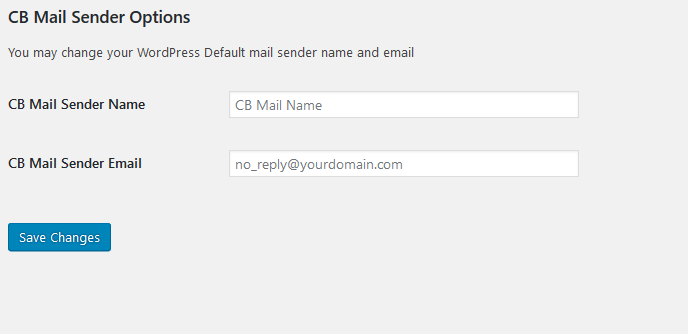 CB Mail Sender Options
You may change your WordPress Default mail sender name and email
CB Mail Sender Name
CB Mail Name
CB Mail Sender Email
no_reply@yourdomain.com
Save Changes